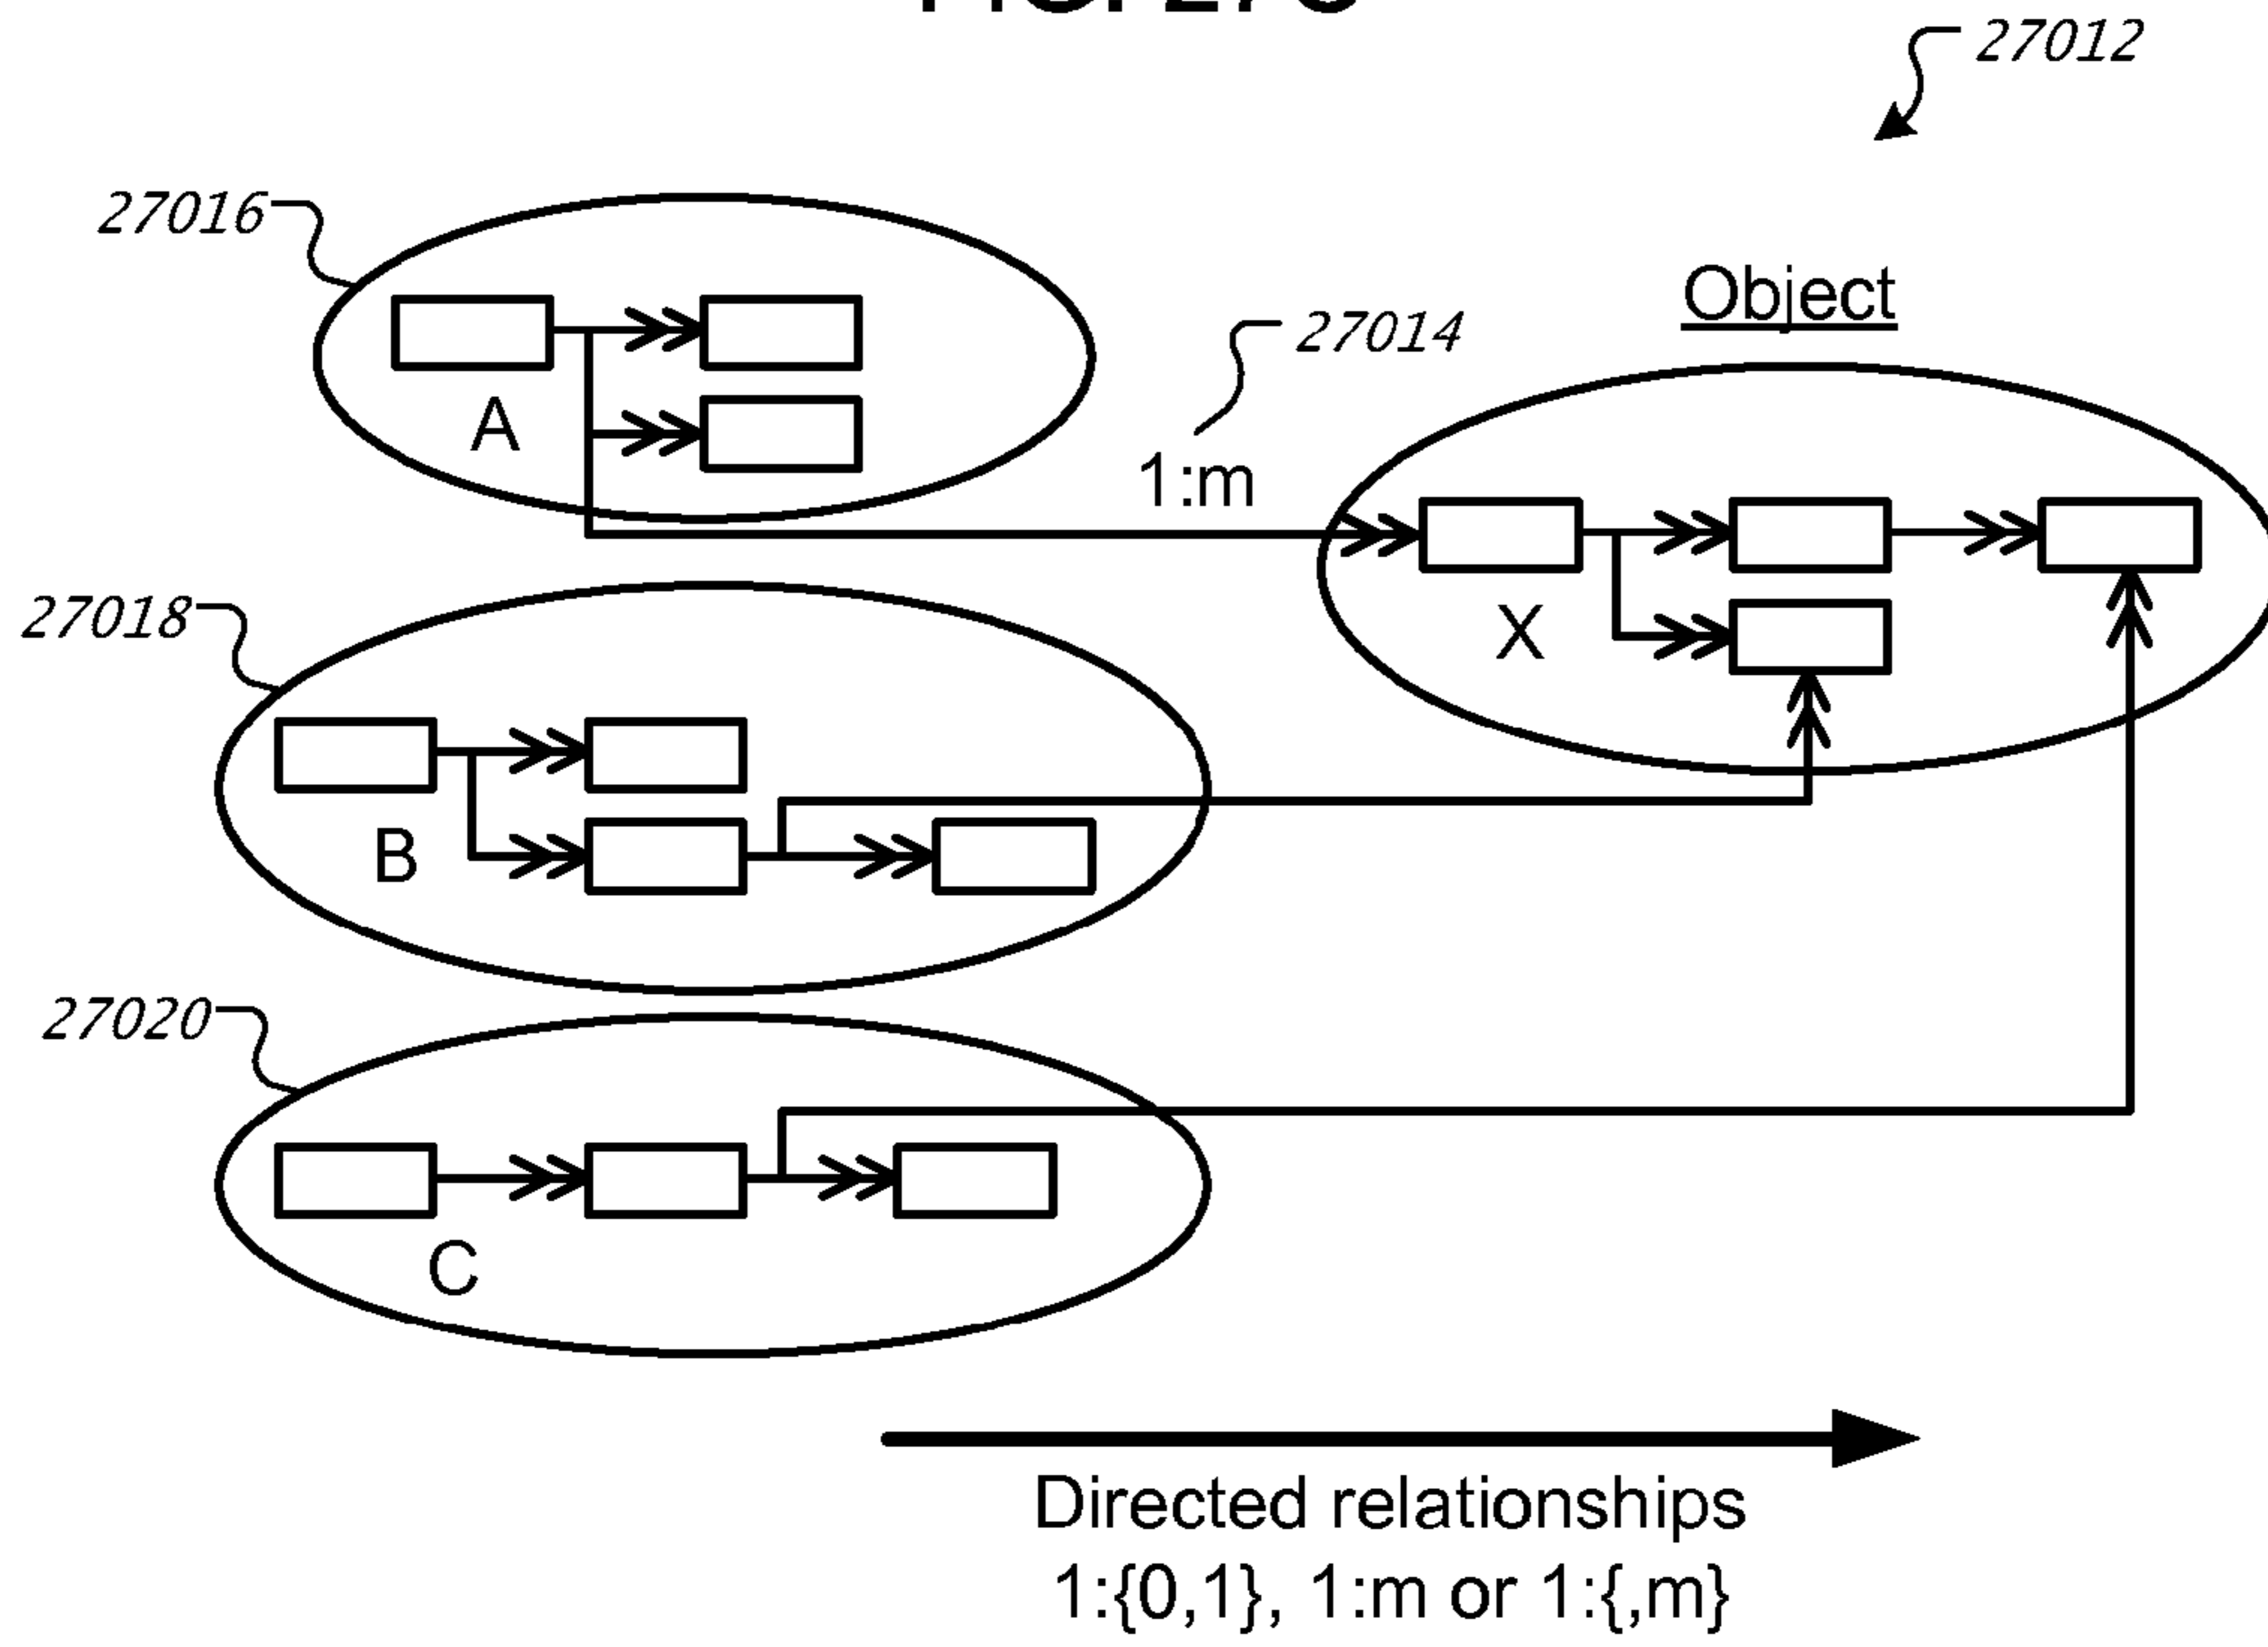 27012
27016
Object
27014
A
1:m
27018
X
B
27020
C
Directed relationships
1:{0,1}, 1:m or 1:{,m}